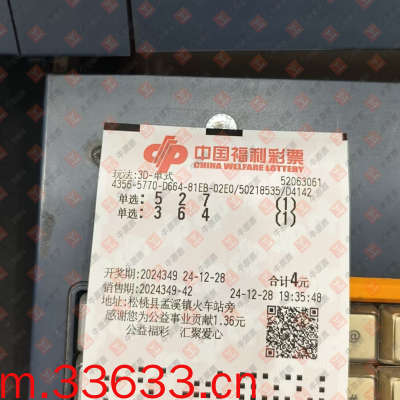 中国福利彩票
CHINA WELFARE LOTTERY
玩法:3D-单式 52063061
4356-5770-D664-81EB-02E0/50218535/D4142
单选: 5 2 7 (1)
单选: 3 6 4 (1)
开奖期:2024349 24-12-28 合计4元
销售期:2024349-42 24-12-28 19:35:48
地址:松桃县孟溪镇火车站旁
感谢您为公益事业贡献1.36元
公益福彩 汇聚爱心
m.33633.cn